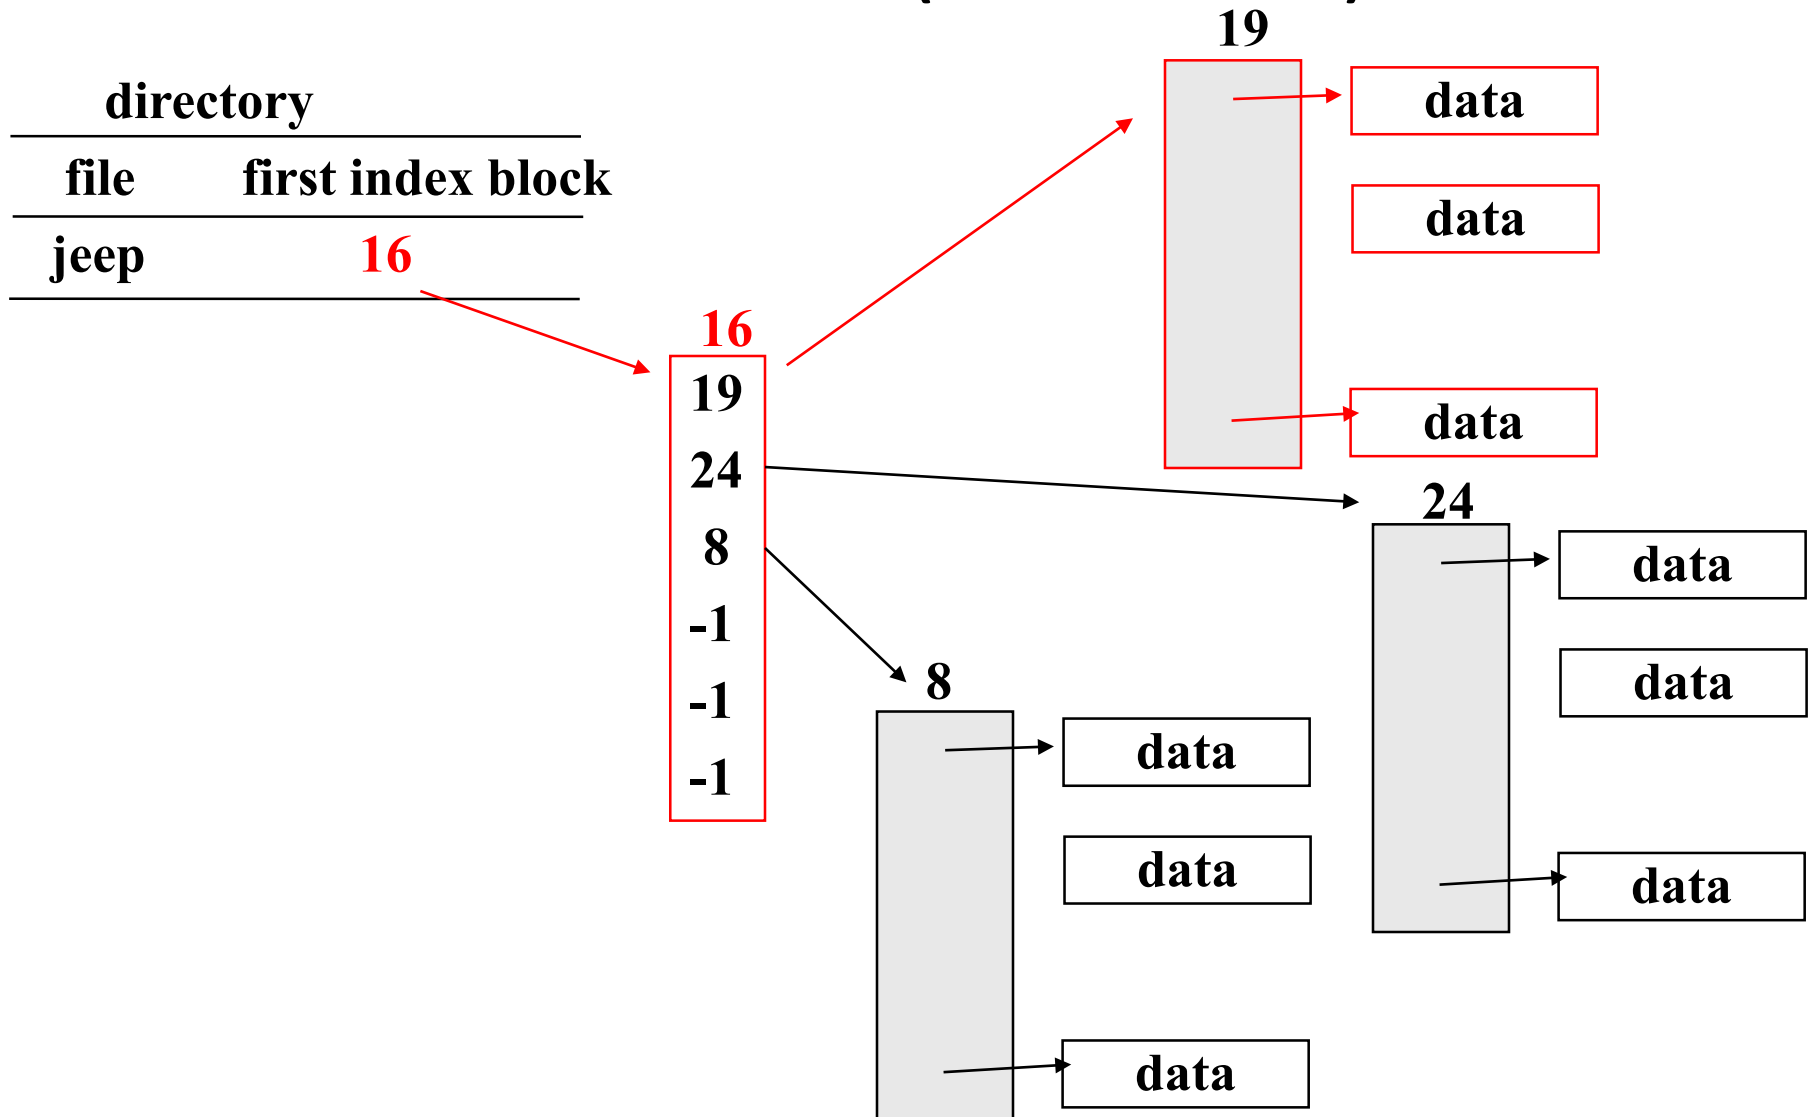 directory
file first index block
jeep 16
16
19
24
8
-1
-1
-1
19
data
data
data
24
data
data
data
8
data
data
data